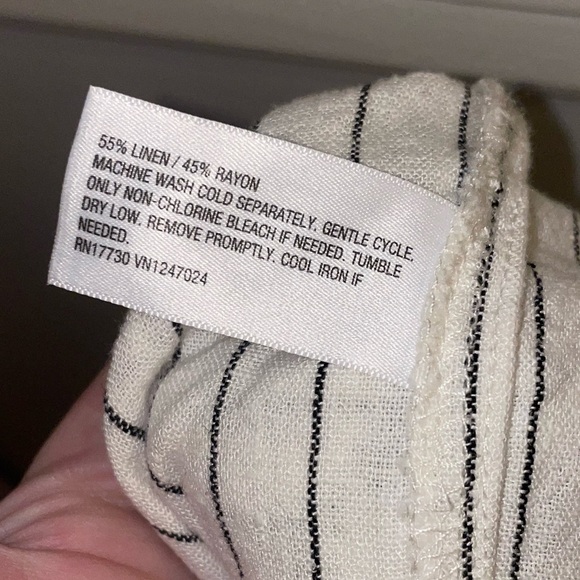 55% LINEN / 45% RAYON
MACHINE WASH COLD SEPARATELY. GENTLE CYCLE.
ONLY NON-CHLORINE BLEACH IF NEEDED. TUMBLE
DRY LOW. REMOVE PROMPTLY. COOL IRON IF
NEEDED.
RN17730 VN1247024